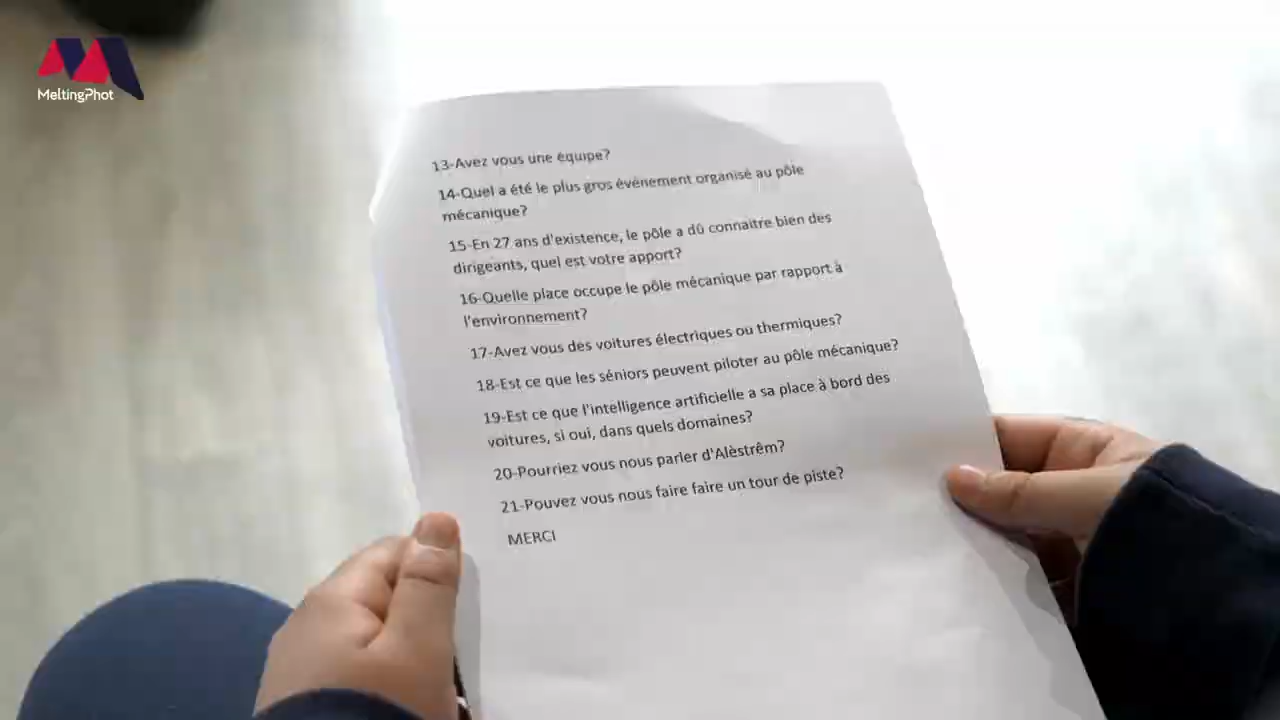 MeltingPhot
13-Avez vous une équipe?
14-Quel a été le plus gros événement organisé au pôle
mécanique?
15-En 27 ans d'existence, le pôle a dû connaitre bien des
dirigeants, quel est votre apport?
16-Quelle place occupe le pôle mécanique par rapport à
l'environnement?
17-Avez vous des voitures électriques ou thermiques?
18-Est ce que les séniors peuvent piloter au pôle mécanique?
19-Est ce que l'intelligence artificielle a sa place à bord des
voitures, si oui, dans quels domaines?
20-Pourriez vous nous parler d'Alèstrêm?
21-Pouvez vous nous faire faire un tour de piste?
MERCI